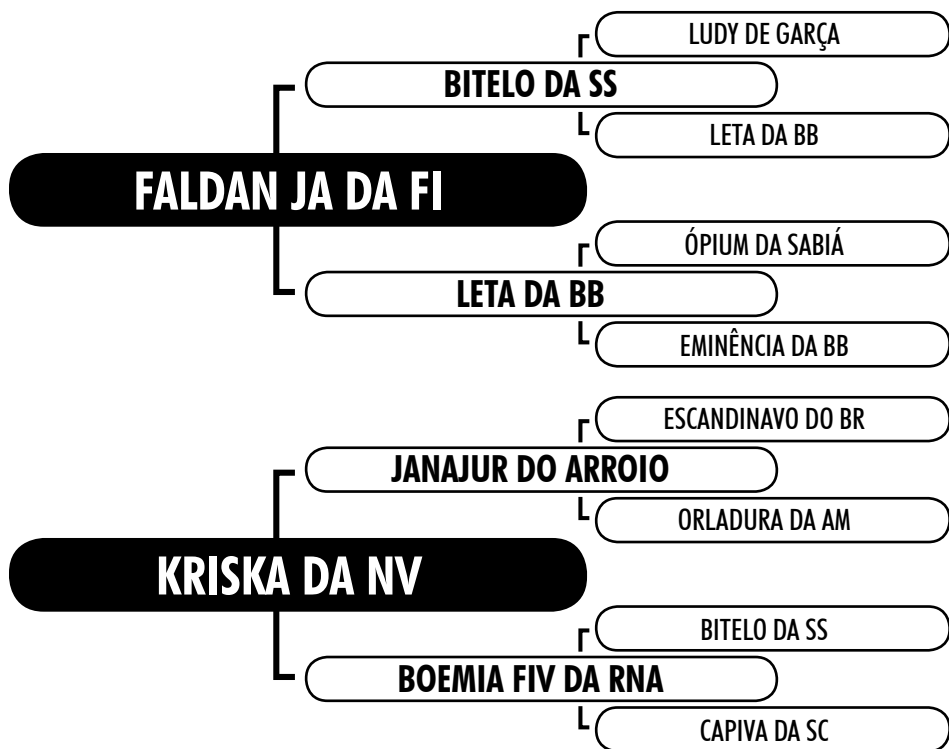 LUDY DE GARÇA
BITELO DA SS
LETA DA BB
FALDAN JA DA FI
ÓPIUM DA SABIÁ
LETA DA BB
EMINÊNCIA DA BB
ESCANDINAVO DO BR
JANAJUR DO ARROIO
ORLADURA DA AM
KRISKA DA NV
BITELO DA SS
BOEMIA FIV DA RNA
CAPIVA DA SC